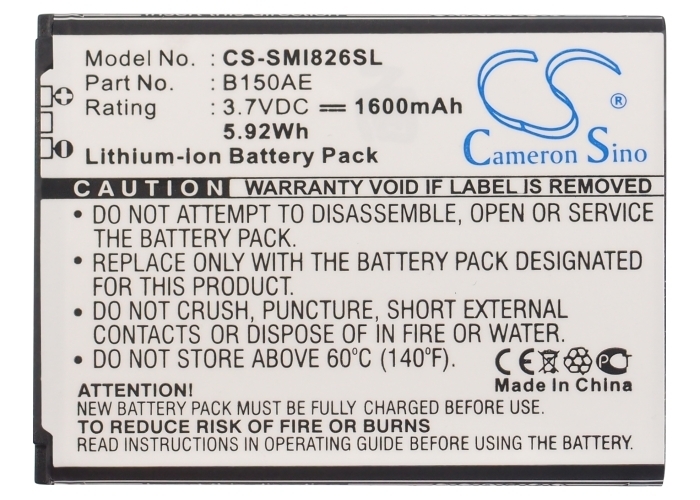 Model No. : CS-SMI826SL
Part No. : B150AE
Rating : 3.7VDC 1600mAh
5.92Wh
Lithium-Ion Battery Pack
CS ®
Cameron Sino
CAUTION WARRANTY VOID IF LABEL IS REMOVED
• DO NOT ATTEMPT TO DISASSEMBLE, OPEN OR SERVICE
THE BATTERY PACK.
• REPLACE ONLY WITH THE BATTERY PACK DESIGNATED
FOR THIS PRODUCT.
• DO NOT CRUSH, PUNCTURE, SHORT EXTERNAL
CONTACTS OR DISPOSE OF IN FIRE OR WATER.
• DO NOT STORE ABOVE 60°C (140°F).
CE
Made In China
ATTENTION!
NEW BATTERY PACK MUST BE FULLY CHARGED BEFORE USE.
TO AVOID RISK OF FIRE OR BURNS
READ INSTRUCTIONS IN OPERATING GUIDE BEFORE USE.